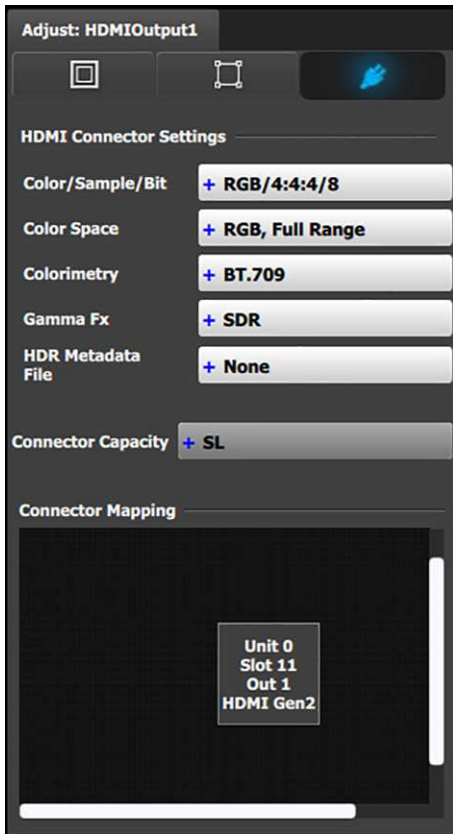 Adjust: HDMIOutput1
HDMI Connector Settings
Color/Sample/Bit + RGB/4:4:4/8
Color Space + RGB, Full Range
Colorimetry + BT.709
Gamma Fx + SDR
HDR Metadata
File + None
Connector Capacity + SL
Connector Mapping
Unit 0
Slot 11
Out 1
HDMI Gen2